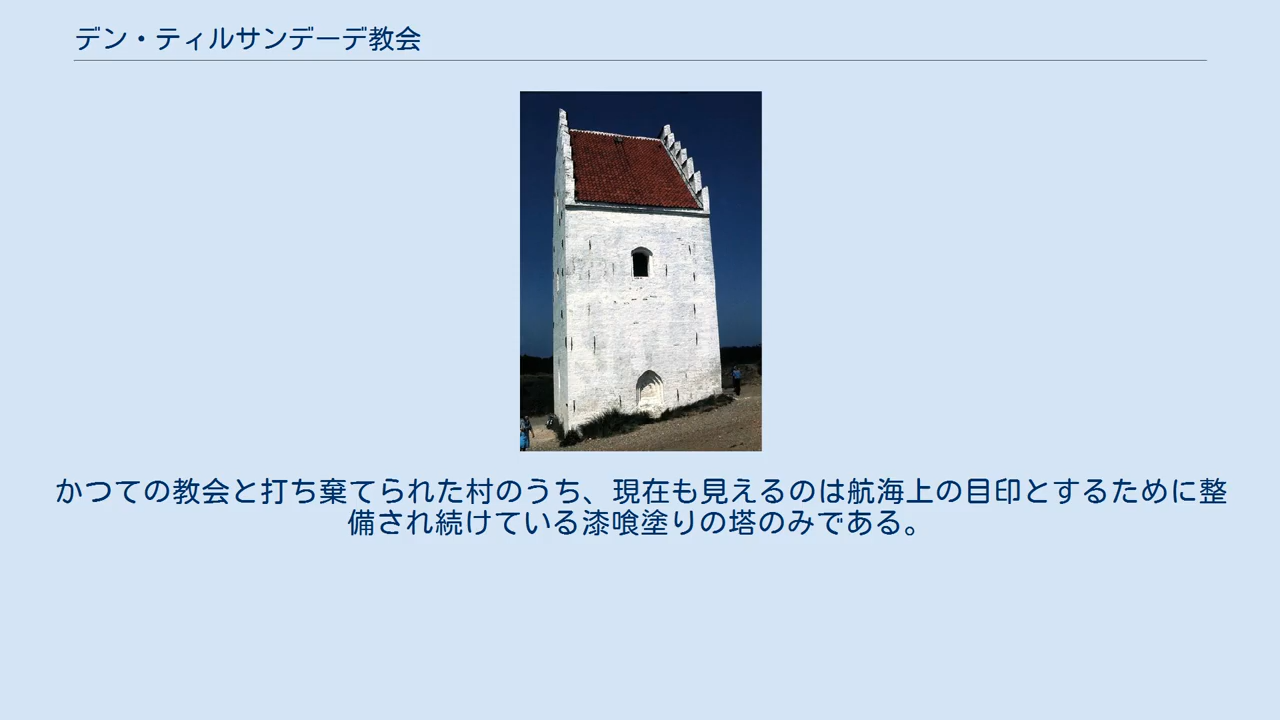 デン・ティルサンデーデ教会
かつての教会と打ち棄てられた村のうち、現在も見えるのは航海上の目印とするために整
備され続けている漆喰塗りの塔のみである。